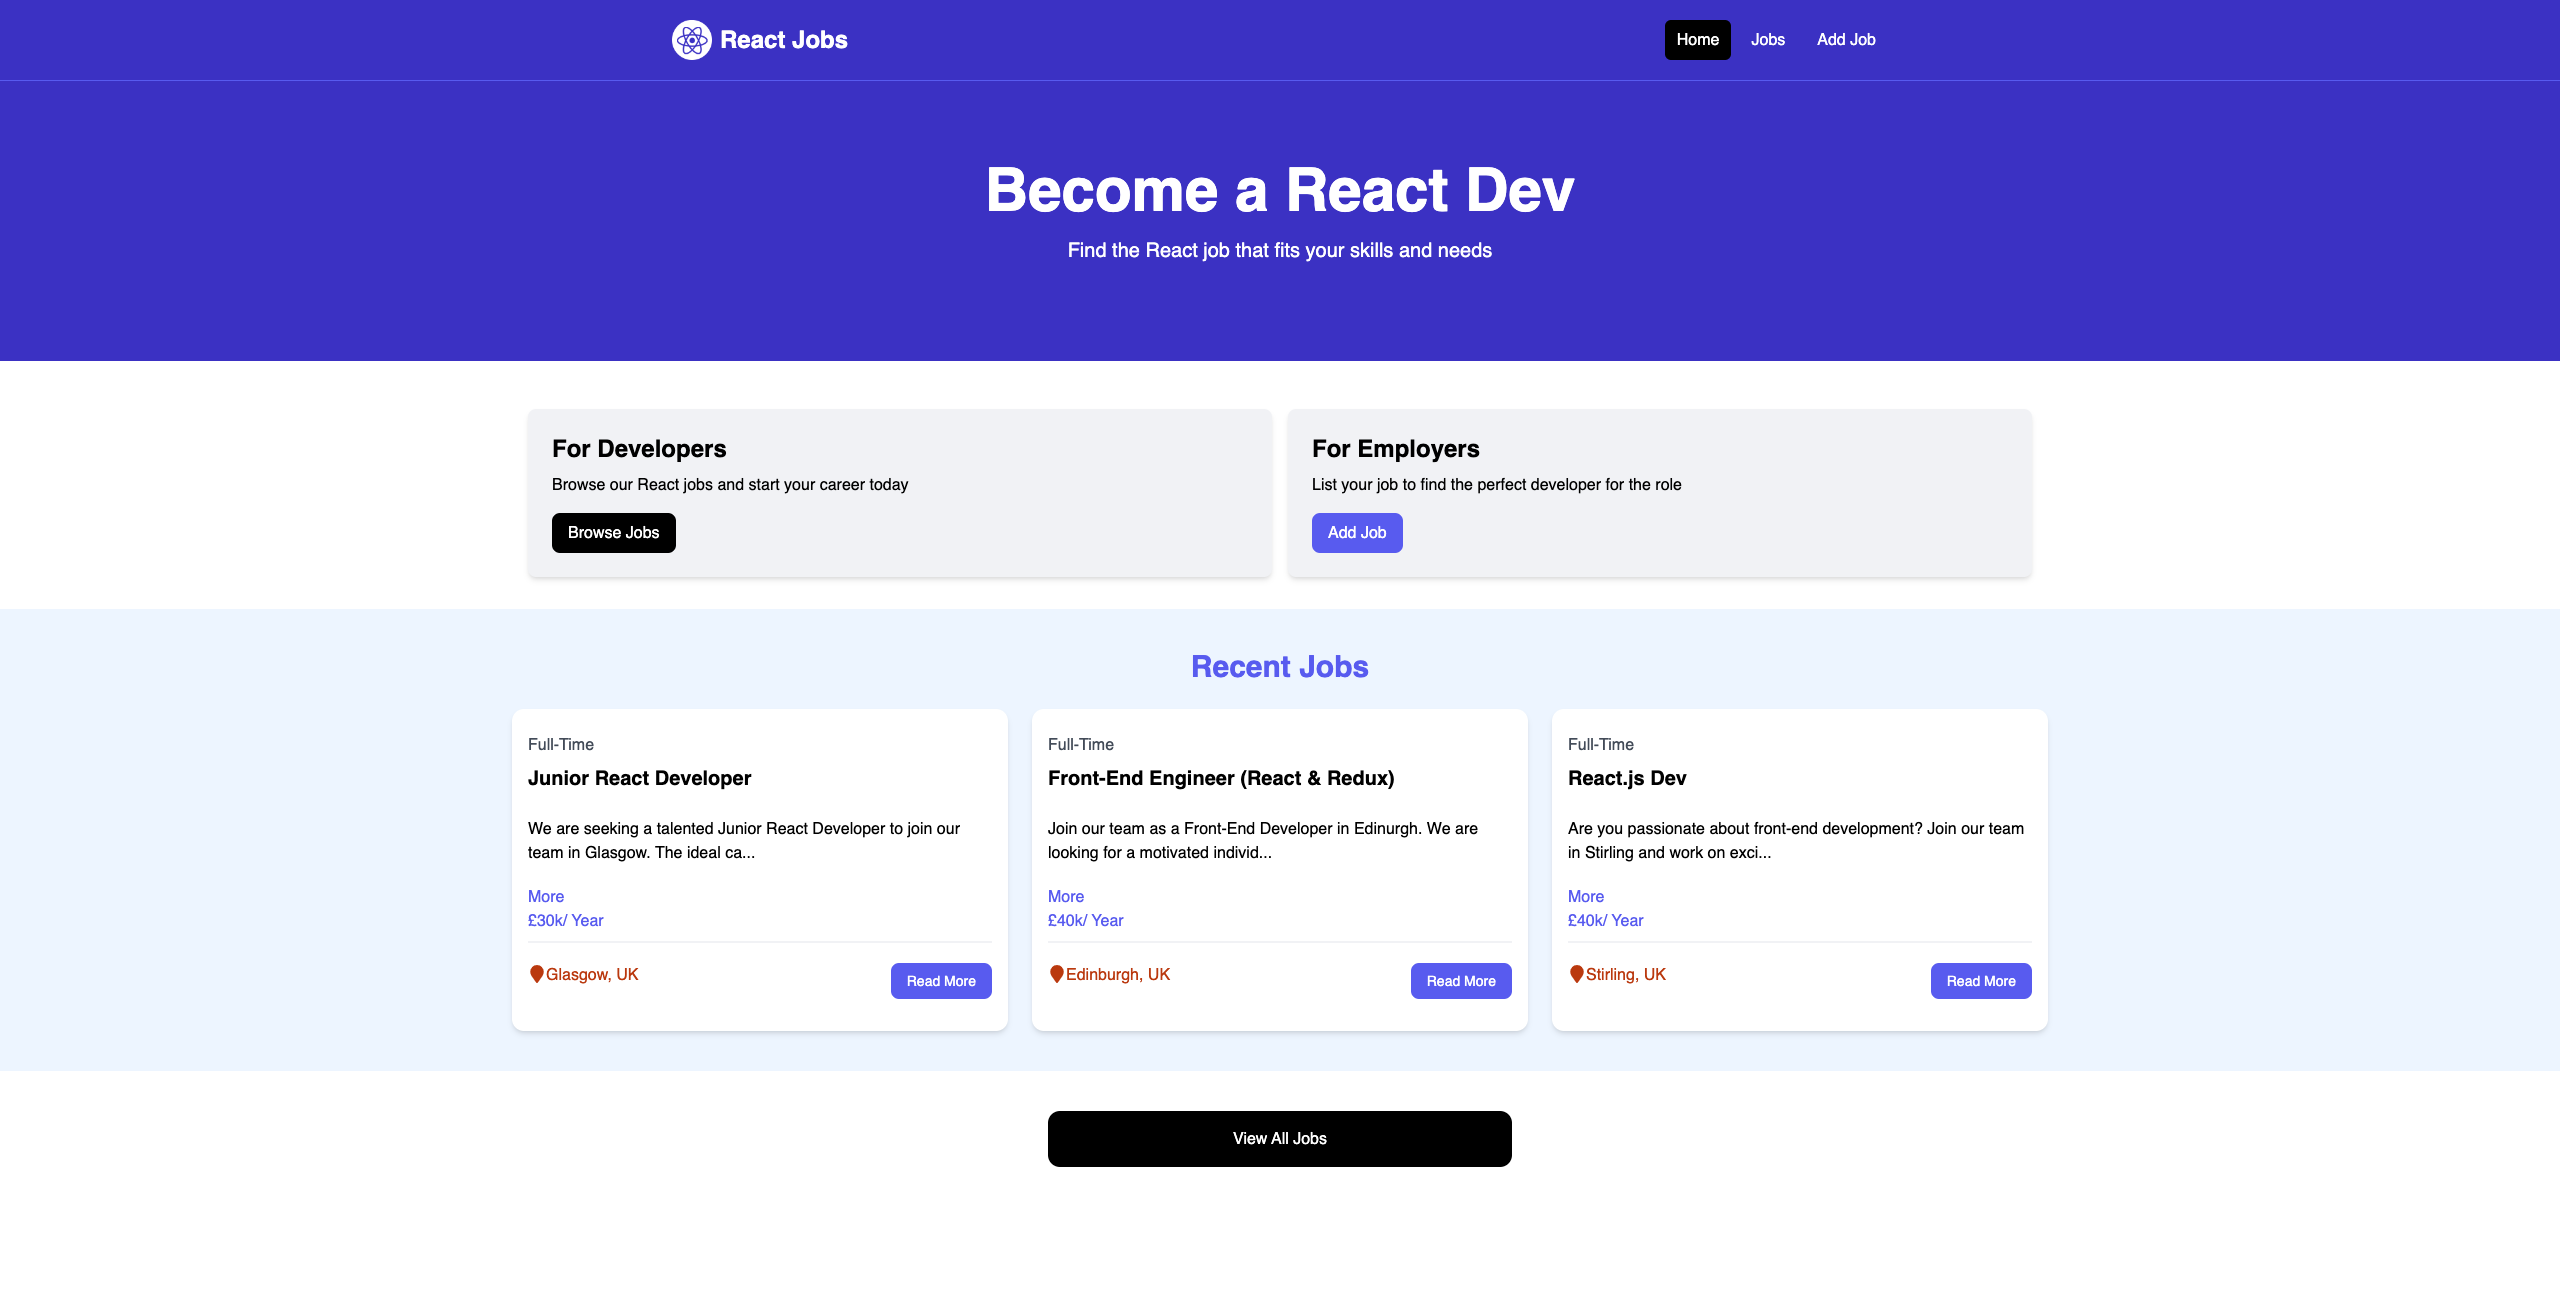 React Jobs
Home
Jobs
Add Job
Become a React Dev
Find the React job that fits your skills and needs
For Developers
Browse our React jobs and start your career today
Browse Jobs
For Employers
List your job to find the perfect developer for the role
Add Job
Recent Jobs
Full-Time
Junior React Developer
We are seeking a talented Junior React Developer to join our
team in Glasgow. The ideal ca...
More
£30k/ Year
Glasgow, UK
Read More
Full-Time
Front-End Engineer (React & Redux)
Join our team as a Front-End Developer in Edinurgh. We are
looking for a motivated individ...
More
£40k/ Year
Edinburgh, UK
Read More
Full-Time
React.js Dev
Are you passionate about front-end development? Join our team
in Stirling and work on exci...
More
£40k/ Year
Stirling, UK
Read More
View All Jobs